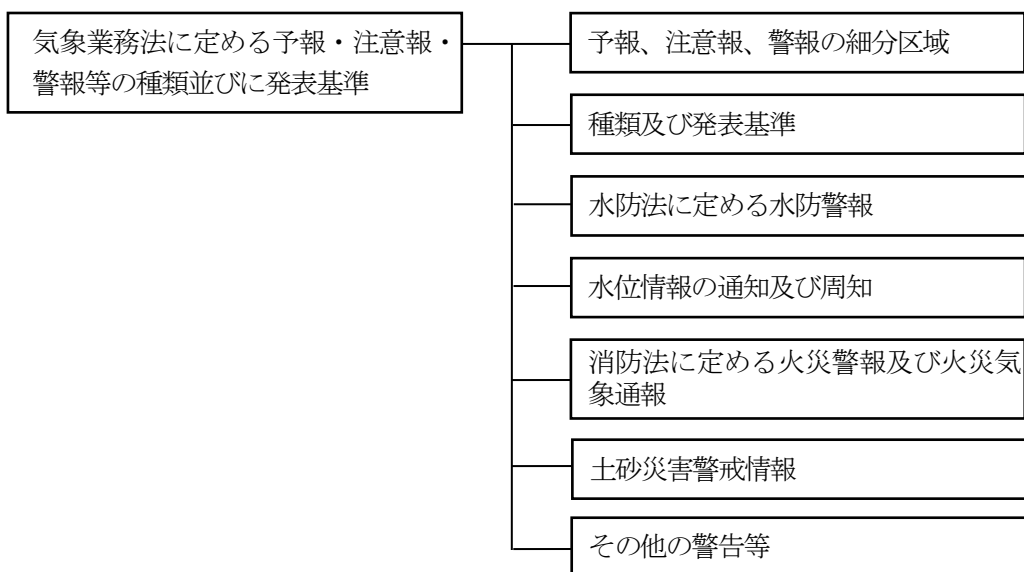 気象業務法に定める予報・注意報・
警報等の種類並びに発表基準
予報、注意報、警報の細分区域
種類及び発表基準
水防法に定める水防警報
水位情報の通知及び周知
消防法に定める火災警報及び火災気
象通報
土砂災害警戒情報
その他の警告等